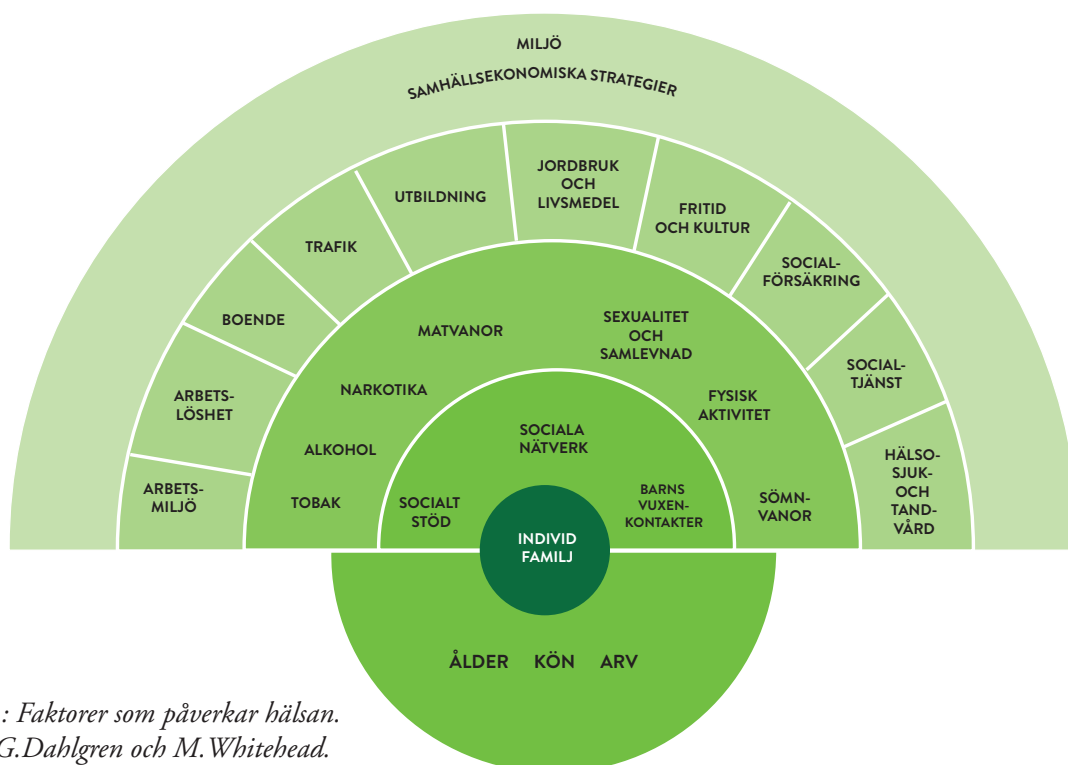 MILJÖ
SAMHÄLLSEKONOMISKA STRATEGIER
ARBETS-
MILJÖ
ARBETS-
LÖSHET
BOENDE
TRAFIK
UTBILDNING
JORDBRUK
OCH
LIVSMEDEL
FRITID
OCH KULTUR
SOCIAL-
FÖRSÄKRING
SOCIAL-
TJÄNST
HÄLSO-
SJUK-
OCH
TAND-
VÅRD
TOBAK
ALKOHOL
NARKOTIKA
MATVANOR
SEXUALITET
OCH
SAMLEVNAD
FYSISK
AKTIVITET
SÖMN-
VANOR
SOCIALT
STÖD
SOCIALA
NÄTVERK
BARNS
VUXEN-
KONTAKTER
INDIVID
FAMILJ
ÅLDER KÖN ARV
: Faktorer som påverkar hälsan.
G.Dahlgren och M.Whitehead.